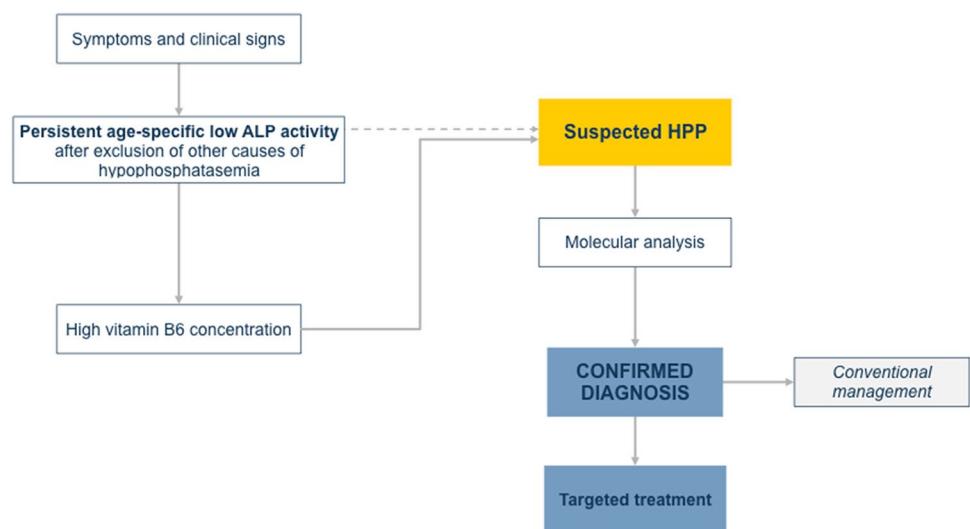 Symptoms and clinical signs
Persistent age-specific low ALP activity
after exclusion of other causes of
hypophosphatasemia
High vitamin B6 concentration
Suspected HPP
Molecular analysis
CONFIRMED
DIAGNOSIS
Conventional
management
Targeted treatment